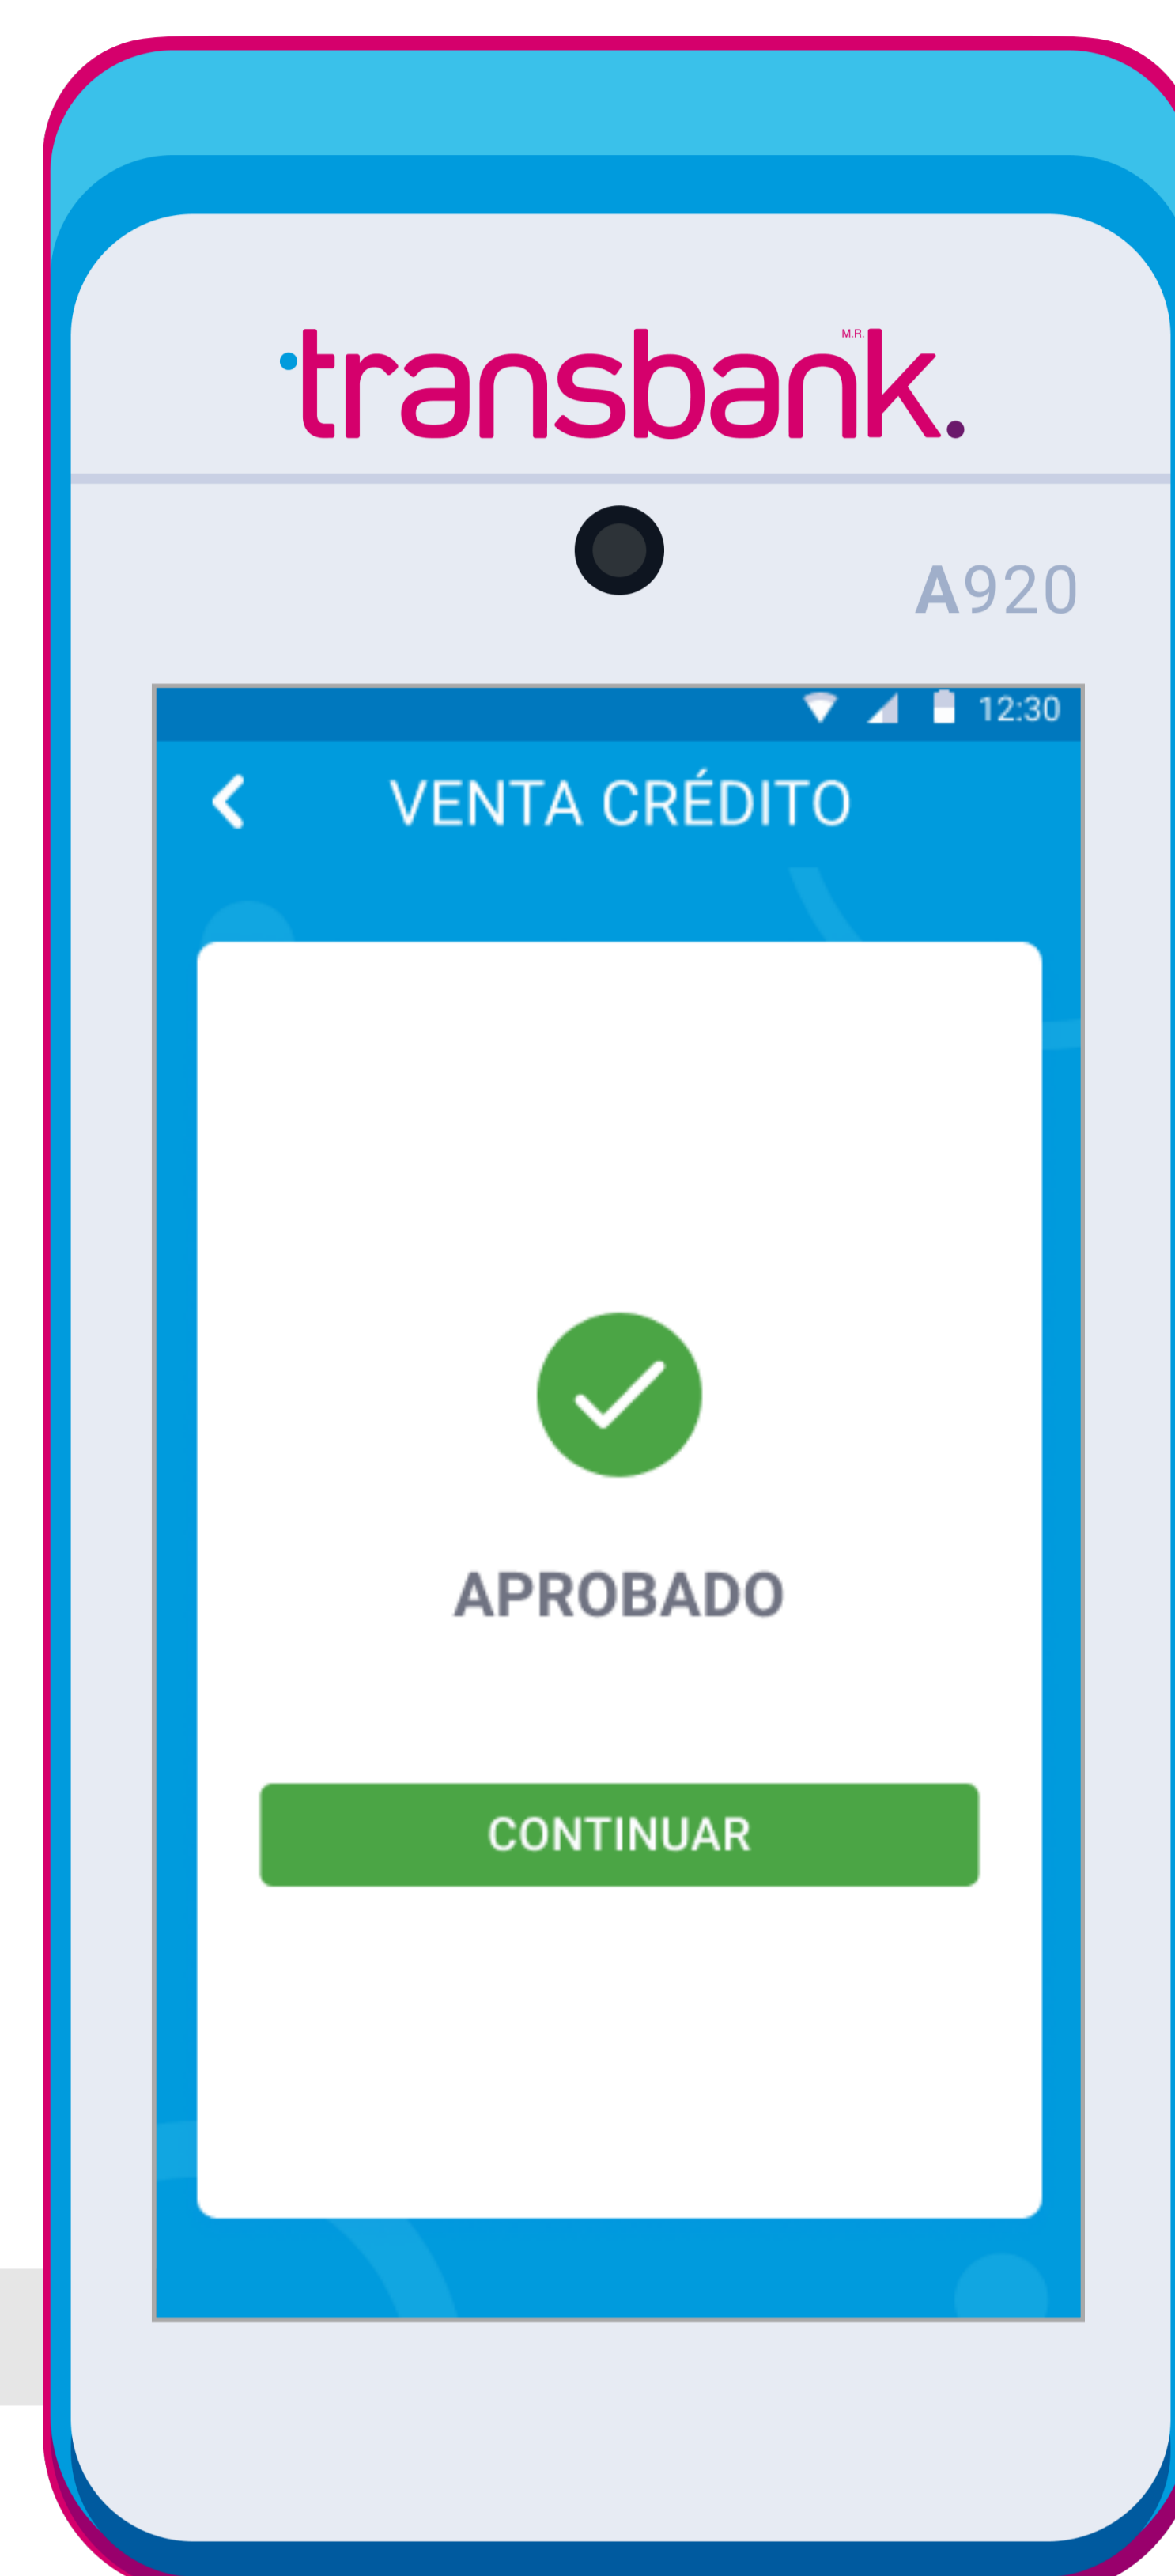 transbank.
M.R.
A920
12:30
VENTA CRÉDITO
APROBADO
CONTINUAR